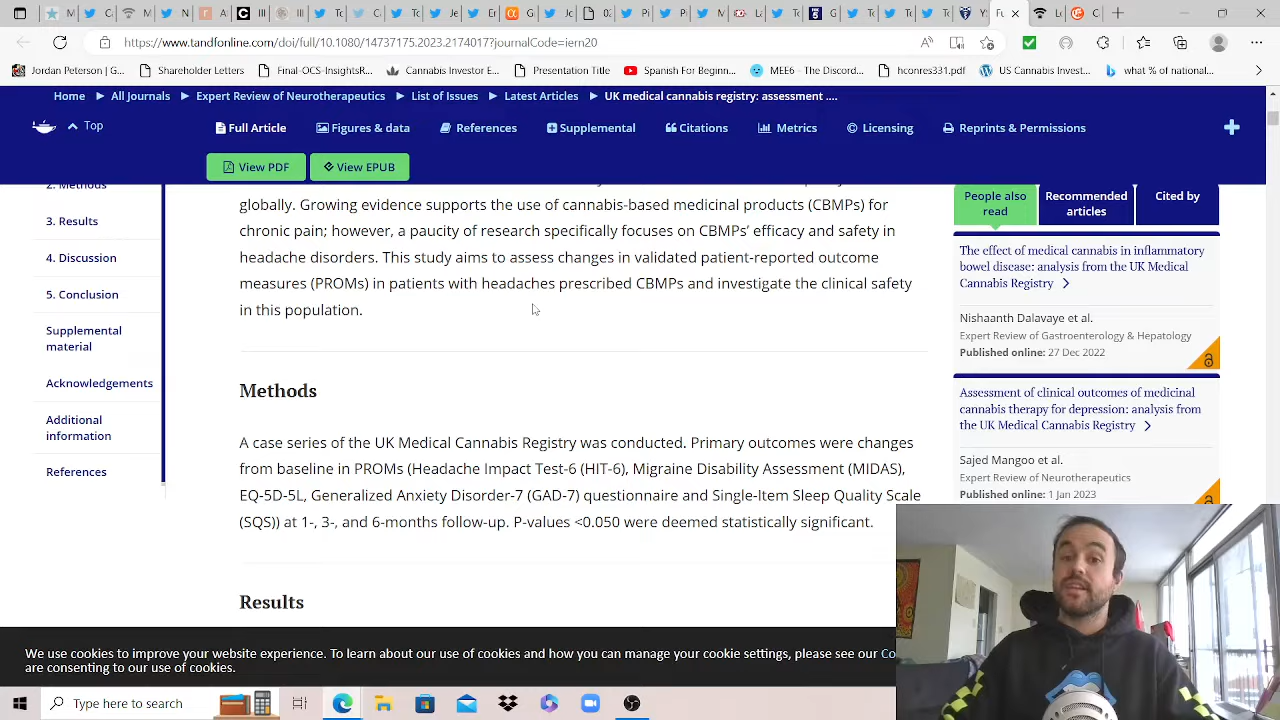 https://www.tandfonline.com/doi/full/10.1080/14737175.2023.2174017?journalCode=iern20
Jordan Peterson | G...
Shareholder Letters
Final-OCS_InsightsR...
Cannabis Investor E...
Presentation Title
Spanish For Beginn...
MEE6 - The Discord...
hconres331.pdf
US Cannabis Market...
what % of cannabist...
Home
All Journals
Expert Review of Neurotherapeutics
List of Issues
Latest Articles
UK medical cannabis registry: assessment ....
Top
Full Article
Figures & data
References
Supplemental
Citations
Metrics
Licensing
Reprints & Permissions
View PDF
View EPUB
2. Methods
3. Results
4. Discussion
5. Conclusion
Supplemental
material
Acknowledgements
Additional
information
References
globally. Growing evidence supports the use of cannabis-based medicinal products (CBMPs) for
chronic pain; however, a paucity of research specifically focuses on CBMPs' efficacy and safety in
headache disorders. This study aims to assess changes in validated patient-reported outcome
measures (PROMs) in patients with headaches prescribed CBMPs and investigate the clinical safety
in this population.
Methods
A case series of the UK Medical Cannabis Registry was conducted. Primary outcomes were changes
from baseline in PROMs (Headache Impact Test-6 (HIT-6), Migraine Disability Assessment (MIDAS),
EQ-5D-5L, Generalized Anxiety Disorder-7 (GAD-7) questionnaire and Single-Item Sleep Quality Scale
(SQS)) at 1-, 3-, and 6-months follow-up. P-values <0.050 were deemed statistically significant.
Results
People also
read
Recommended
articles
Cited by
The effect of medical cannabis in inflammatory
bowel disease: analysis from the UK Medical
Cannabis Registry
Nishaanth Dalavaye et al.
Expert Review of Gastroenterology & Hepatology
Published online: 27 Dec 2022
Assessment of clinical outcomes of medicinal
cannabis therapy for depression: analysis from
the UK Medical Cannabis Registry
Sajed Mangoo et al.
Expert Review of Neurotherapeutics
Published online: 1 Jan 2023
We use cookies to improve your website experience. To learn about our use of cookies and how you can manage your cookie settings, please see our Co
are consenting to our use of cookies.
Type here to search